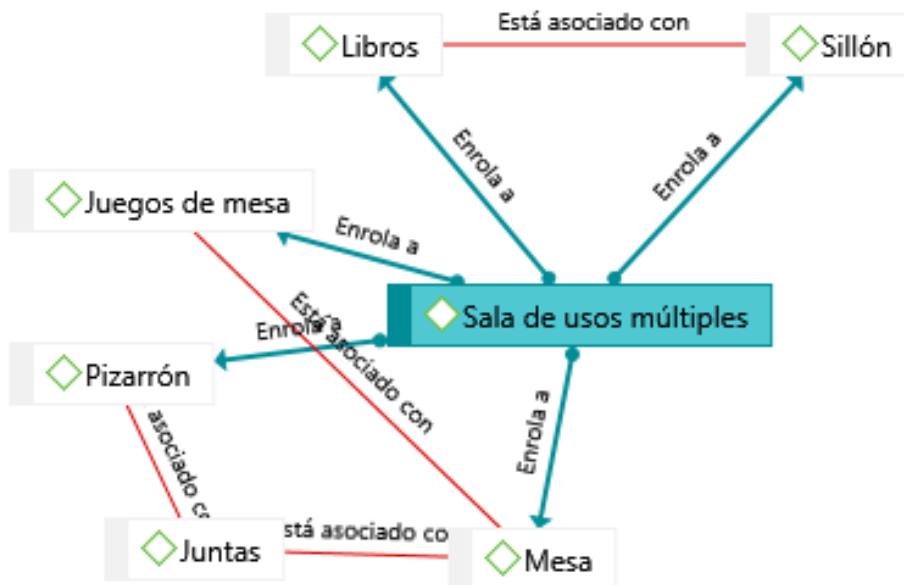 Está asociado con
Libros
Sillón
Enrola a
Enrola a
Juegos de mesa
Enrola a
Sala de usos múltiples
Está asociado con
Enrola a
Pizarrón
Enrola a
asociado co
Juntas
stá asociado co
Mesa